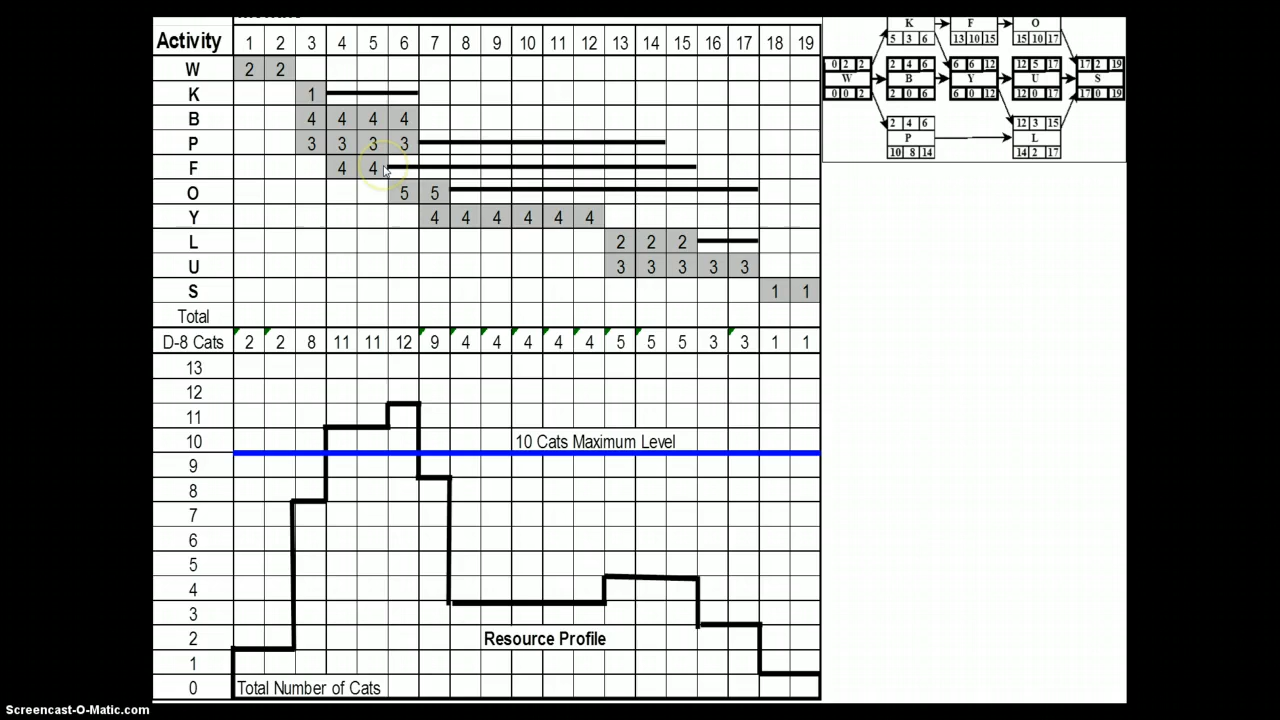 Activity 1 2 3 4 5 6 7 8 9 10 11 12 13 14 15 16 17 18 19
W 2 2
K 1
B 4 4 4 4
P 3 3 3 3
F 4 4
O 5 5
Y 4 4 4 4 4 4
L 2 2 2
U 3 3 3 3 3
S 1 1
Total
D-8 Cats 2 2 8 11 11 12 9 4 4 4 4 4 5 5 5 3 3 1 1
13
12
11
10 10 Cats Maximum Level
9
8
7
6
5
4
3
2 Resource Profile
1
0 Total Number of Cats
K F O
5 3 6 13 10 15 15 10 17
0 2 2 2 4 6 6 6 12 12 5 17 17 2 19
W B Y U S
0 0 2 2 0 6 6 0 12 12 0 17 17 0 19
2 4 6 12 3 15
P L
10 8 14 14 2 17
Screencast-O-Matic.com